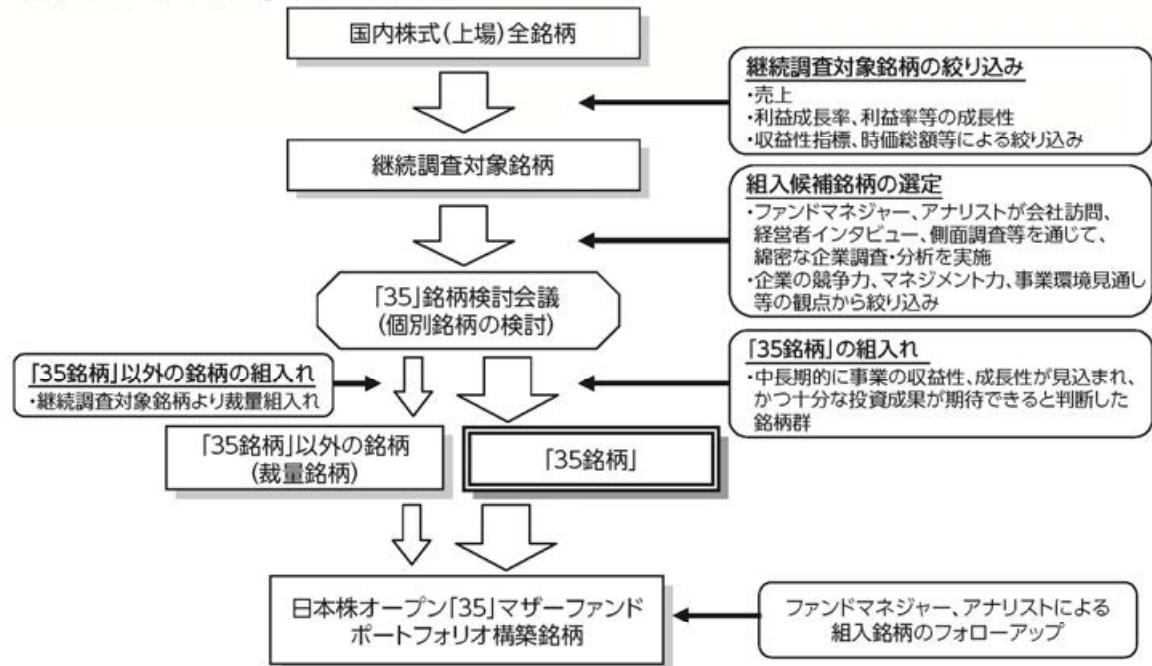 国内株式(上場)全銘柄
継続調査対象銘柄の絞り込み
・売上
・利益成長率、利益率等の成長性
・収益性指標、時価総額等による絞り込み
継続調査対象銘柄
組入候補銘柄の選定
・ファンドマネジャー、アナリストが会社訪問、
経営者インタビュー、側面調査等を通じて、
綿密な企業調査・分析を実施
・企業の競争力、マネジメント力、事業環境見通し
等の観点から絞り込み
「35」銘柄検討会議
(個別銘柄の検討)
「35銘柄」以外の銘柄の組入れ
・継続調査対象銘柄より裁量組入れ
「35銘柄」の組入れ
・中長期的に事業の収益性、成長性が見込まれ、
かつ十分な投資成果が期待できると判断した
銘柄群
「35銘柄」以外の銘柄
(裁量銘柄)
「35銘柄」
日本株オープン「35」マザーファンド
ポートフォリオ構築銘柄
ファンドマネジャー、アナリストによる
組入銘柄のフォローアップ